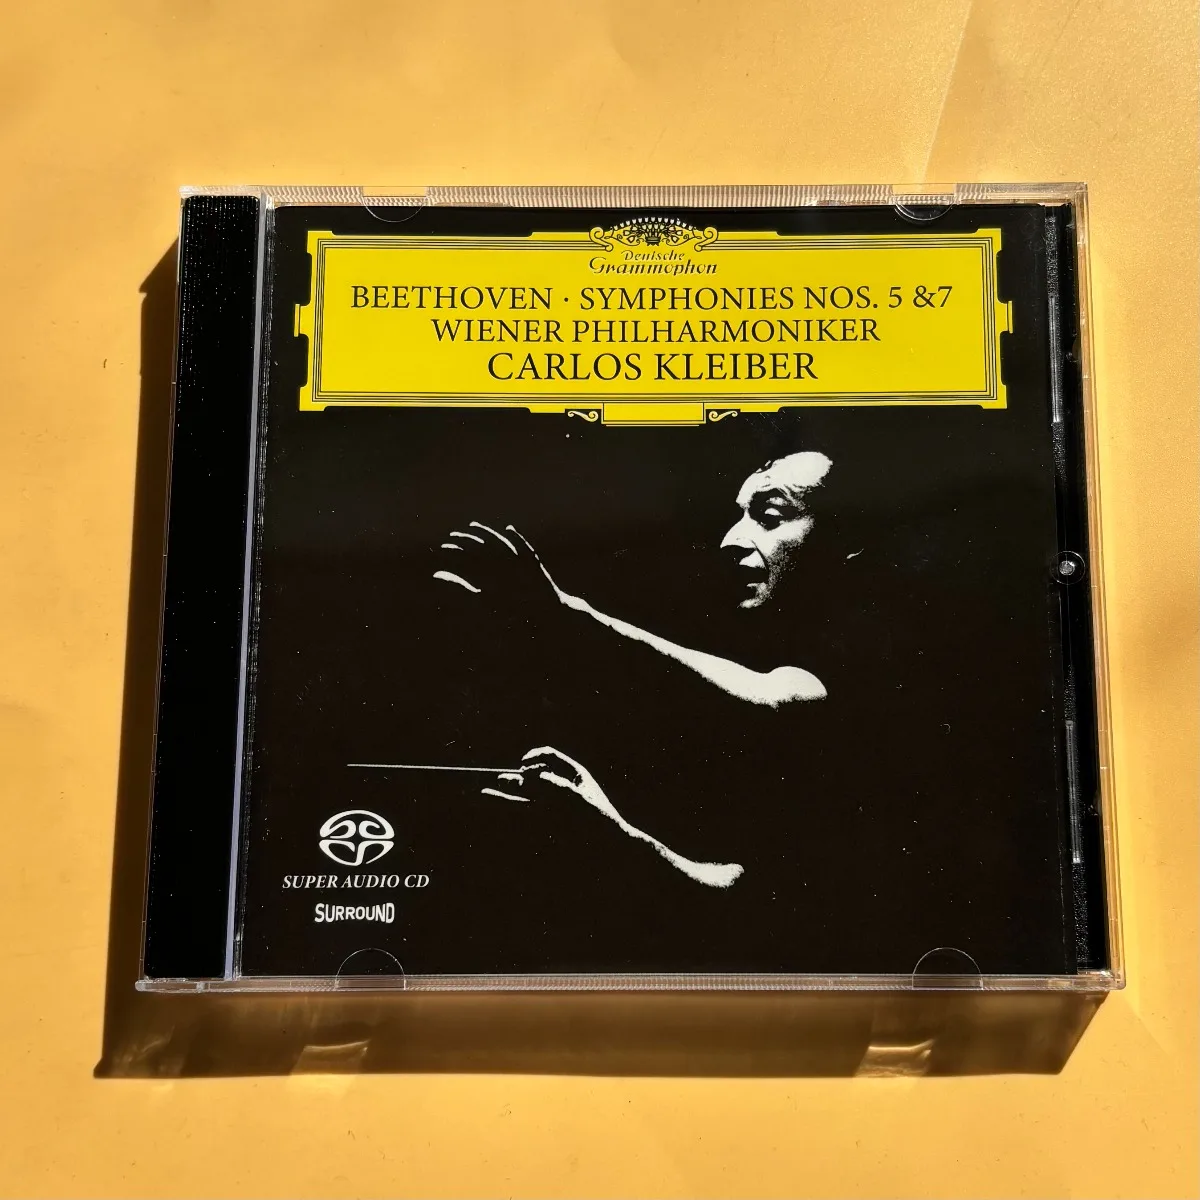 Deutsche
Grammophon
BEETHOVEN · SYMPHONIES NOS. 5 &7
WIENER PHILHARMONIKER
CARLOS KLEIBER
SUPER AUDIO CD
SURROUND